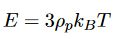 E = 3ρ_p k_B T